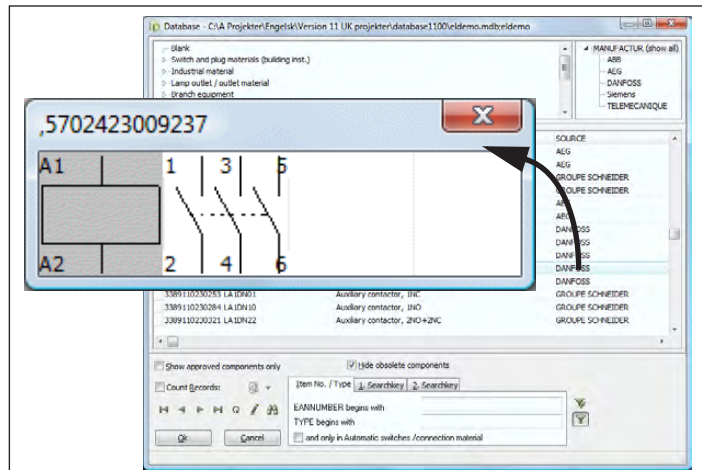 Database - C:\A Projekter\Engelsk\Version 11 UK projekter\database1100\eldemo.mdb:eldemo
Blank
Switch and plug materials (building inst.)
Industrial material
Lamp outlet / outlet material
Branch equipment
MANUFACTUR (show all)
ABB
AEG
DANFOSS
Siemens
TELEMECANIQUE
,5702423009237
A1 1 3 5
A2 2 4 6
SOURCE
AEG
AEG
GROUPE SCHNEIDER
GROUPE SCHNEIDER
AEG
DANFOSS
DANFOSS
DANFOSS
DANFOSS
DANFOSS
3389110230253 LA1DN01 Auxiliary contactor, 1NC GROUPE SCHNEIDER
3389110230284 LA1DN10 Auxiliary contactor, 1NO GROUPE SCHNEIDER
3389110230321 LA1DN22 Auxiliary contactor, 2NO+2NC GROUPE SCHNEIDER
Show approved components only
Hide obsolete components
Count Records:
Item No. / Type 1. Searchkey 2. Searchkey
EANNUMBER begins with
TYPE begins with
Ok Cancel
and only in Automatic switches /connection material